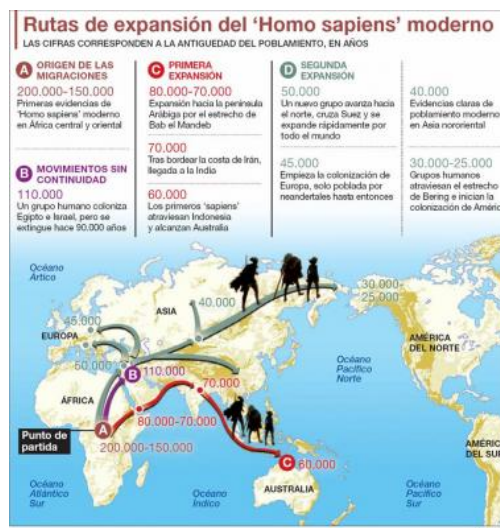 Rutas de expansión del 'Homo sapiens' moderno
LAS CIFRAS CORRESPONDEN A LA ANTIGUEDAD DEL POBLAMIENTO, EN AÑOS
A ORIGEN DE LAS
MIGRACIONES
200.000-150.000
Primeras evidencias de
'Homo sapiens' moderno
en África central y oriental
B MOVIMIENTOS SIN
CONTINUIDAD
110.000
Un grupo humano coloniza
Egipto e Israel, pero se
extingue hace 90.000 años
C PRIMERA
EXPANSIÓN
80.000-70.000
Expansión hacia la península
Arábiga por el estrecho de
Bab el Mandeb
70.000
Tras bordear la costa de Irán,
llegada a la India
60.000
Los primeros 'sapiens'
atraviesan Indonesia
y alcanzan Australia
D SEGUNDA
EXPANSIÓN
50.000
Un nuevo grupo avanza hacia
el norte, cruza Suez y se
expande rápidamente por
todo el mundo
45.000
Empieza la colonización de
Europa, solo poblada por
neandertales hasta entonces
40.000
Evidencias claras de
poblamiento moderno
en Asia nororiental
30.000-25.000
Grupos humanos
atraviesan el estrecho
de Bering e inician la
colonización de Améric
Océano
Ártico
ASIA
40.000
30.000-
25.000
45.000
EUROPA
AMÉRICA
DEL NORTE
50.000
B 110.000
Océano
Pacífico
Norte
70.000
ÁFRICA
80.000-70.000
Punto de
partida
A
200.000-150.000
AMÉRI
DEL SU
C 60.000
Océano
Atlántico
Sur
Océano
Índico
AUSTRALIA
Océano
Pacífico
Sur